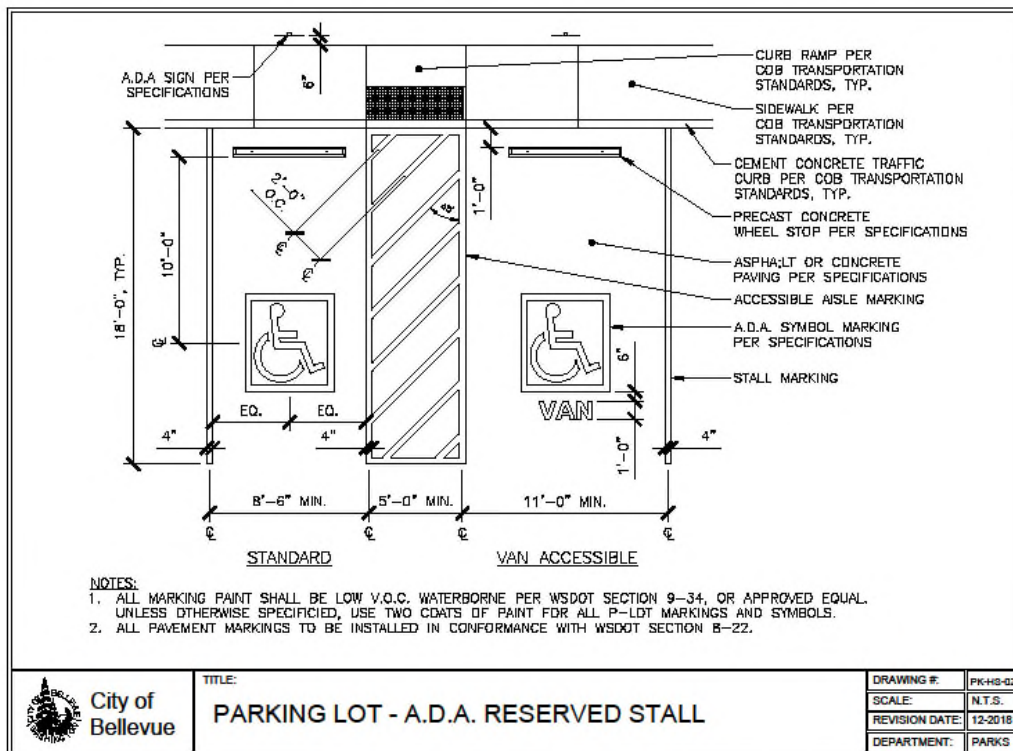 6"
A.D.A SIGN PER
SPECIFICATIONS
CURB RAMP PER
COB TRANSPORTATION
STANDARDS, TYP.
SIDEWALK PER
COB TRANSPORTATION
STANDARDS, TYP.
CEMENT CONCRETE TRAFFIC
CURB PER COB TRANSPORTATION
STANDARDS, TYP.
PRECAST CONCRETE
WHEEL STOP PER SPECIFICATIONS
ASPHA;LT OR CONCRETE
PAVING PER SPECIFICATIONS
ACCESSIBLE AISLE MARKING
A.D.A. SYMBOL MARKING
PER SPECIFICATIONS
STALL MARKING
18'-0", TYP.
10'-0"
2'-0"
O.C.
45°
1'-0"
6"
VAN
1'-0"
EQ.
EQ.
4"
4"
4"
8'-6" MIN.
5'-0" MIN.
11'-0" MIN.
STANDARD
VAN ACCESSIBLE
NOTES:
1. ALL MARKING PAINT SHALL BE LOW V.O.C. WATERBORNE PER WSDOT SECTION 9-34, OR APPROVED EQUAL.
UNLESS OTHERWISE SPECIFICIED, USE TWO COATS OF PAINT FOR ALL P-LOT MARKINGS AND SYMBOLS.
2. ALL PAVEMENT MARKINGS TO BE INSTALLED IN CONFORMANCE WITH WSDOT SECTION 8-22.
City of
Bellevue
TITLE:
PARKING LOT - A.D.A. RESERVED STALL
DRAWING #: PK-HS-02
SCALE: N.T.S.
REVISION DATE: 12-2018
DEPARTMENT: PARKS